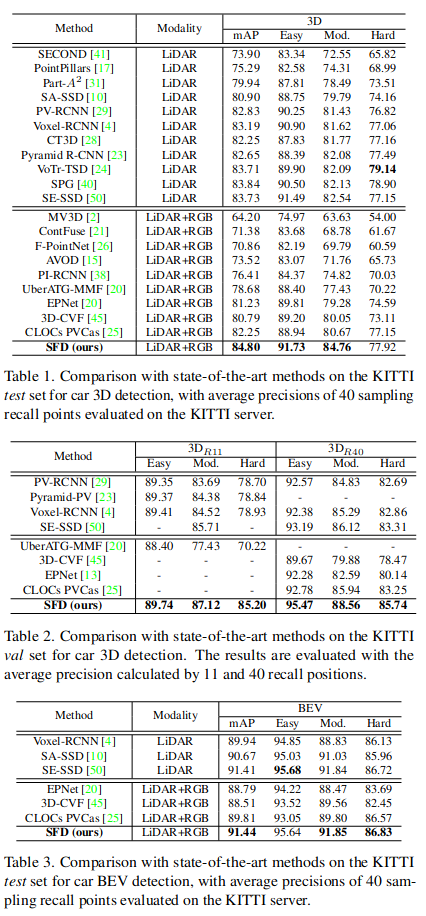 Method Modality 3D
mAP Easy Mod. Hard
SECOND [41] LiDAR 73.90 83.34 72.55 65.82
PointPillars [17] LiDAR 75.29 82.58 74.31 68.99
Part-A² [31] LiDAR 79.94 87.81 78.49 73.51
SA-SSD [10] LiDAR 80.90 88.75 79.79 74.16
PV-RCNN [29] LiDAR 82.83 90.25 81.43 76.82
Voxel-RCNN [4] LiDAR 83.19 90.90 81.62 77.06
CT3D [28] LiDAR 82.25 87.83 81.77 77.16
Pyramid R-CNN [23] LiDAR 82.65 88.39 82.08 77.49
VoTr-TSD [24] LiDAR 83.71 89.90 82.09 79.14
SPG [40] LiDAR 83.84 90.50 82.13 78.90
SE-SSD [50] LiDAR 83.73 91.49 82.54 77.15
MV3D [2] LiDAR+RGB 64.20 74.97 63.63 54.00
ContFuse [21] LiDAR+RGB 71.38 83.68 68.78 61.67
F-PointNet [26] LiDAR+RGB 70.86 82.19 69.79 60.59
AVOD [15] LiDAR+RGB 73.52 83.07 71.76 65.73
PI-RCNN [38] LiDAR+RGB 76.41 84.37 74.82 70.03
UberATG-MMF [20] LiDAR+RGB 78.68 88.40 77.43 70.22
EPNet [20] LiDAR+RGB 81.23 89.81 79.28 74.59
3D-CVF [45] LiDAR+RGB 80.79 89.20 80.05 73.11
CLOCs PVCas [25] LiDAR+RGB 82.25 88.94 80.67 77.15
SFD (ours) LiDAR+RGB 84.80 91.73 84.76 77.92
Table 1. Comparison with state-of-the-art methods on the KITTI
test set for car 3D detection, with average precisions of 40 sampling
recall points evaluated on the KITTI server.
Method 3D_R11 3D_R40
Easy Mod. Hard Easy Mod. Hard
PV-RCNN [29] 89.35 83.69 78.70 92.57 84.83 82.69
Pyramid-PV [23] 89.37 84.38 78.84 - - -
Voxel-RCNN [4] 89.41 84.52 78.93 92.38 85.29 82.86
SE-SSD [50] - 85.71 - 93.19 86.12 83.31
UberATG-MMF [20] 88.40 77.43 70.22 - - -
3D-CVF [45] - - - 89.67 79.88 78.47
EPNet [13] - - - 92.28 82.59 80.14
CLOCs PVCas [25] - - - 92.78 85.94 83.25
SFD (ours) 89.74 87.12 85.20 95.47 88.56 85.74
Table 2. Comparison with state-of-the-art methods on the KITTI
val set for car 3D detection. The results are evaluated with the
average precision calculated by 11 and 40 recall positions.
Method Modality BEV
mAP Easy Mod. Hard
Voxel-RCNN [4] LiDAR 89.94 94.85 88.83 86.13
SA-SSD [10] LiDAR 90.67 95.03 91.03 85.96
SE-SSD [50] LiDAR 91.41 95.68 91.84 86.72
EPNet [20] LiDAR+RGB 88.79 94.22 88.47 83.69
3D-CVF [45] LiDAR+RGB 88.51 93.52 89.56 82.45
CLOCs PVCas [25] LiDAR+RGB 89.81 93.05 89.80 86.57
SFD (ours) LiDAR+RGB 91.44 95.64 91.85 86.83
Table 3. Comparison with state-of-the-art methods on the KITTI
test set for car BEV detection, with average precisions of 40 sam-
pling recall points evaluated on the KITTI server.